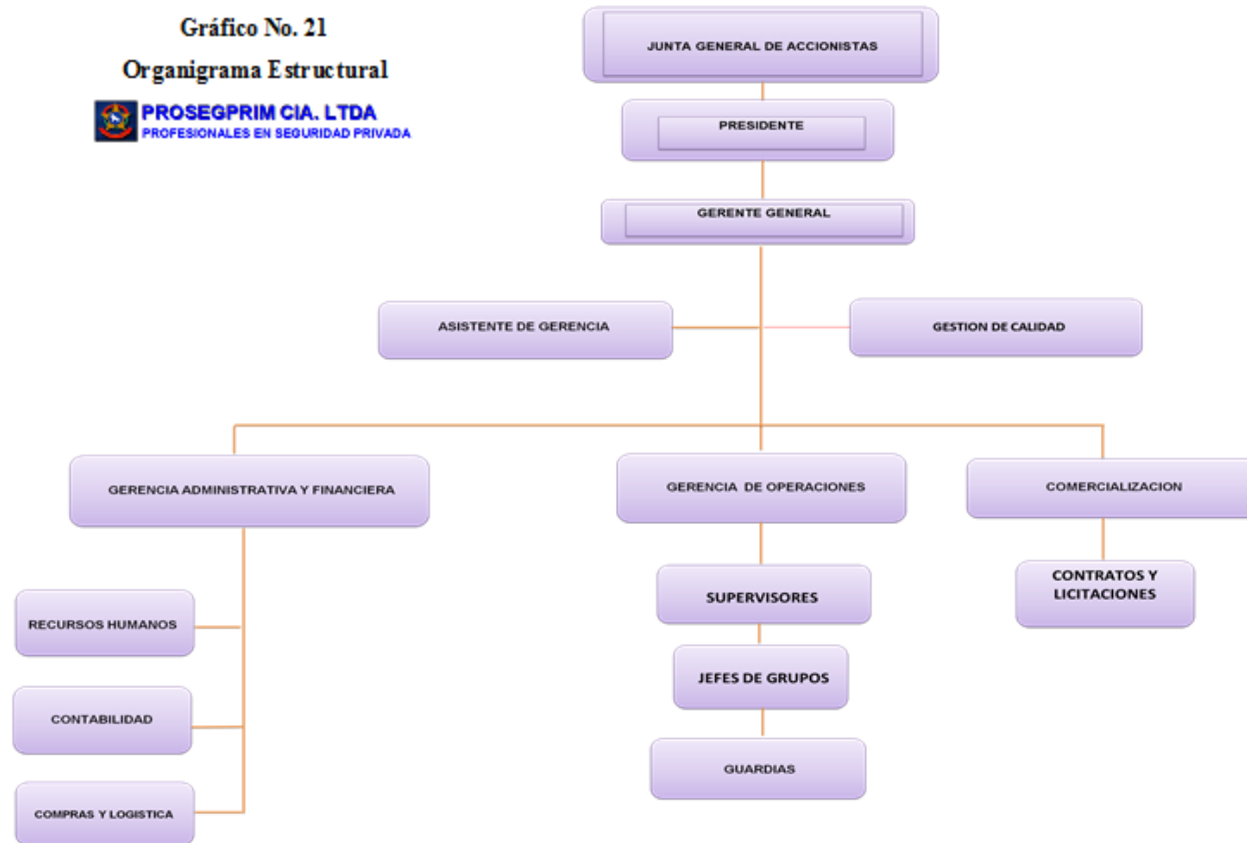 Gráfico No. 21
Organigrama Estructural
PROSEGPRIM CIA. LTDA
PROFESIONALES EN SEGURIDAD PRIVADA
JUNTA GENERAL DE ACCIONISTAS
PRESIDENTE
GERENTE GENERAL
ASISTENTE DE GERENCIA
GESTION DE CALIDAD
GERENCIA ADMINISTRATIVA Y FINANCIERA
GERENCIA DE OPERACIONES
COMERCIALIZACION
RECURSOS HUMANOS
CONTABILIDAD
COMPRAS Y LOGISTICA
SUPERVISORES
JEFES DE GRUPOS
GUARDIAS
CONTRATOS Y
LICITACIONES